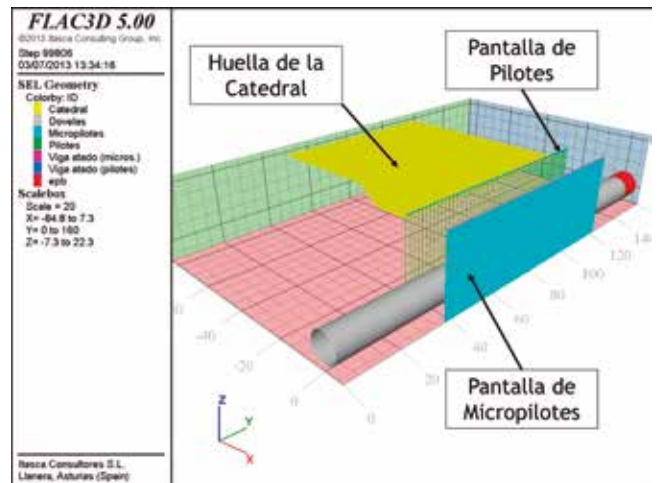 FLAC3D 5.00
©2013 Itasca Consulting Group, Inc.
Step 99806
03/07/2013 13:34:16
SEL Geometry
Colorby: ID
Catedral
Dovelas
Micropilotes
Pilotes
Viga atado (micros.)
Viga atado (pilotes)
epb
Scalebox
Scale = 20
X= -84.8 to 7.3
Y= 0 to 160
Z= -7.3 to 22.3
Itasca Consultores S.L.
Llanera, Asturias (Spain)
Huella de la
Catedral
Pantalla de
Pilotes
Pantalla de
Micropilotes
-40
-20
0
0
20
40
60
80
100
120
Z
Y
X